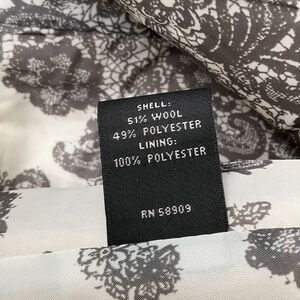 SHELL:
51% WOOL
49% POLYESTER
LINING:
100% POLYESTER
RN 58909